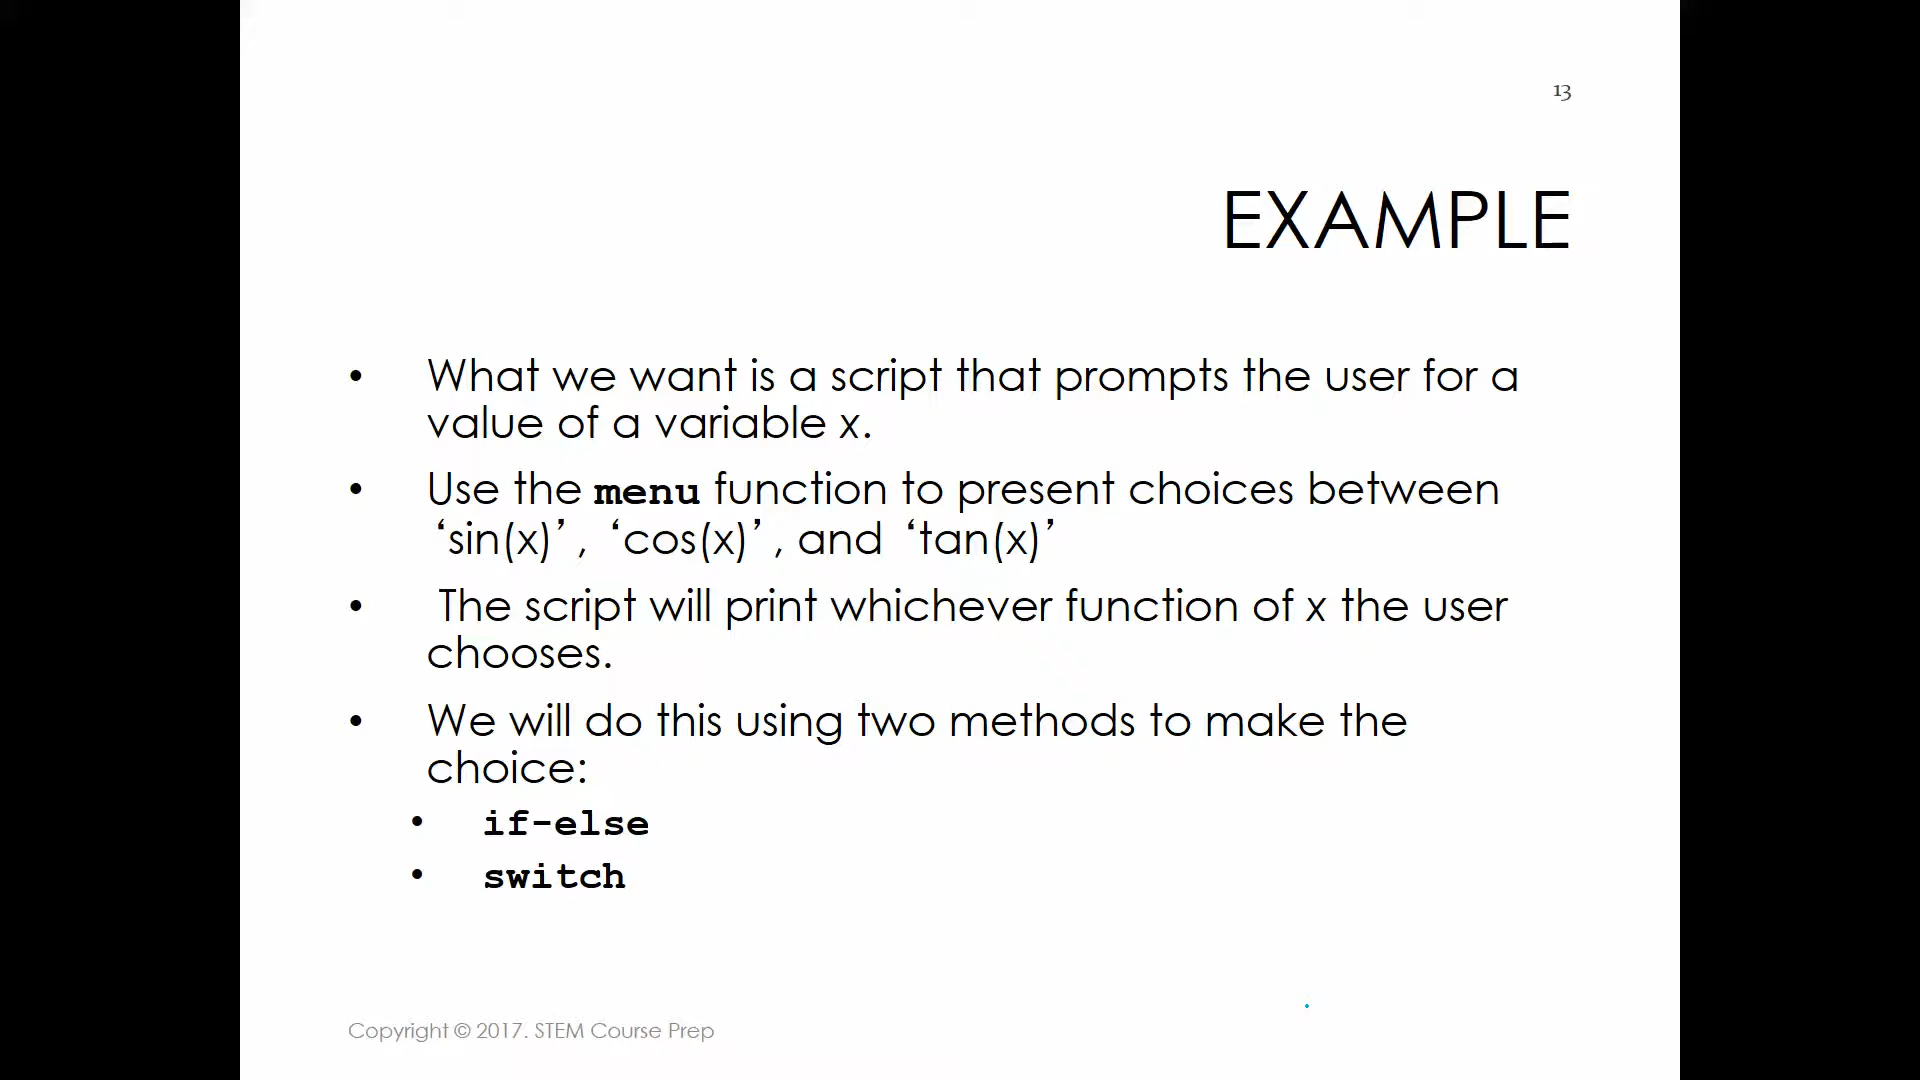 13
EXAMPLE
• What we want is a script that prompts the user for a
value of a variable x.
• Use the menu function to present choices between
‘sin(x)’, ‘cos(x)’, and ‘tan(x)’
• The script will print whichever function of x the user
chooses.
• We will do this using two methods to make the
choice:
• if-else
• switch
Copyright © 2017. STEM Course Prep